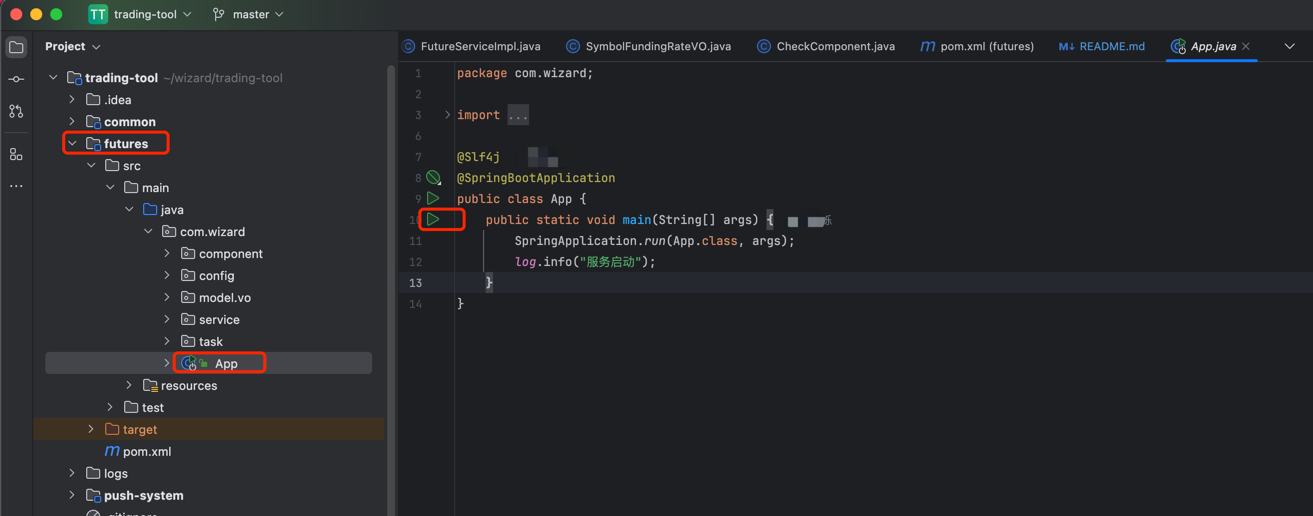 TT trading-tool master
Project
trading-tool ~/wizard/trading-tool
.idea
common
futures
src
main
java
com.wizard
component
config
model.vo
service
task
App
resources
test
target
m pom.xml
logs
push-system
.gitignore
FutureServiceImpl.java SymbolFundingRateVO.java CheckComponent.java pom.xml (futures) M↓ README.md App.java
1 package com.wizard;
2
3 import ...
6
7 @Slf4j
8 @SpringBootApplication
9 public class App {
10 public static void main(String[] args) {
11 SpringApplication.run(App.class, args);
12 log.info("服务启动");
13 }
14 }